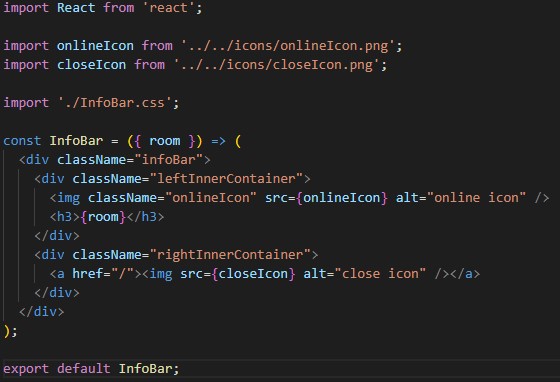 import React from 'react';
import onlineIcon from '../../icons/onlineIcon.png';
import closeIcon from '../../icons/closeIcon.png';
import './InfoBar.css';
const InfoBar = ({ room }) => (
<div className="infoBar">
<div className="leftInnerContainer">
<img className="onlineIcon" src={onlineIcon} alt="online icon" />
<h3>{room}</h3>
</div>
<div className="rightInnerContainer">
<a href="/"><img src={closeIcon} alt="close icon" /></a>
</div>
</div>
);
export default InfoBar;